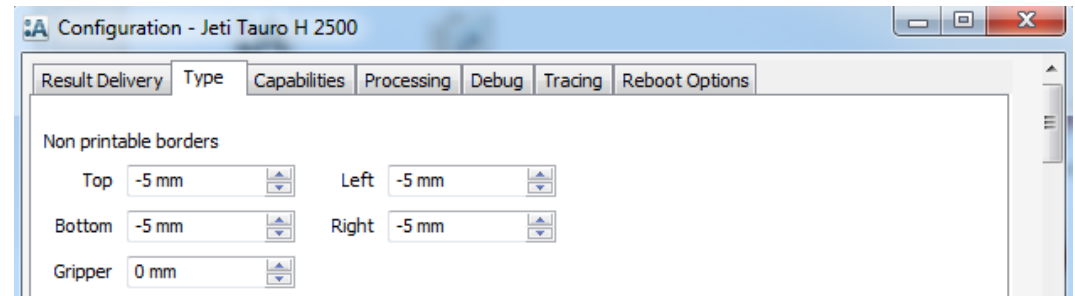 Configuration - Jeti Tauro H 2500
Result Delivery Type Capabilities Processing Debug Tracing Reboot Options
Non printable borders
Top -5 mm Left -5 mm
Bottom -5 mm Right -5 mm
Gripper 0 mm